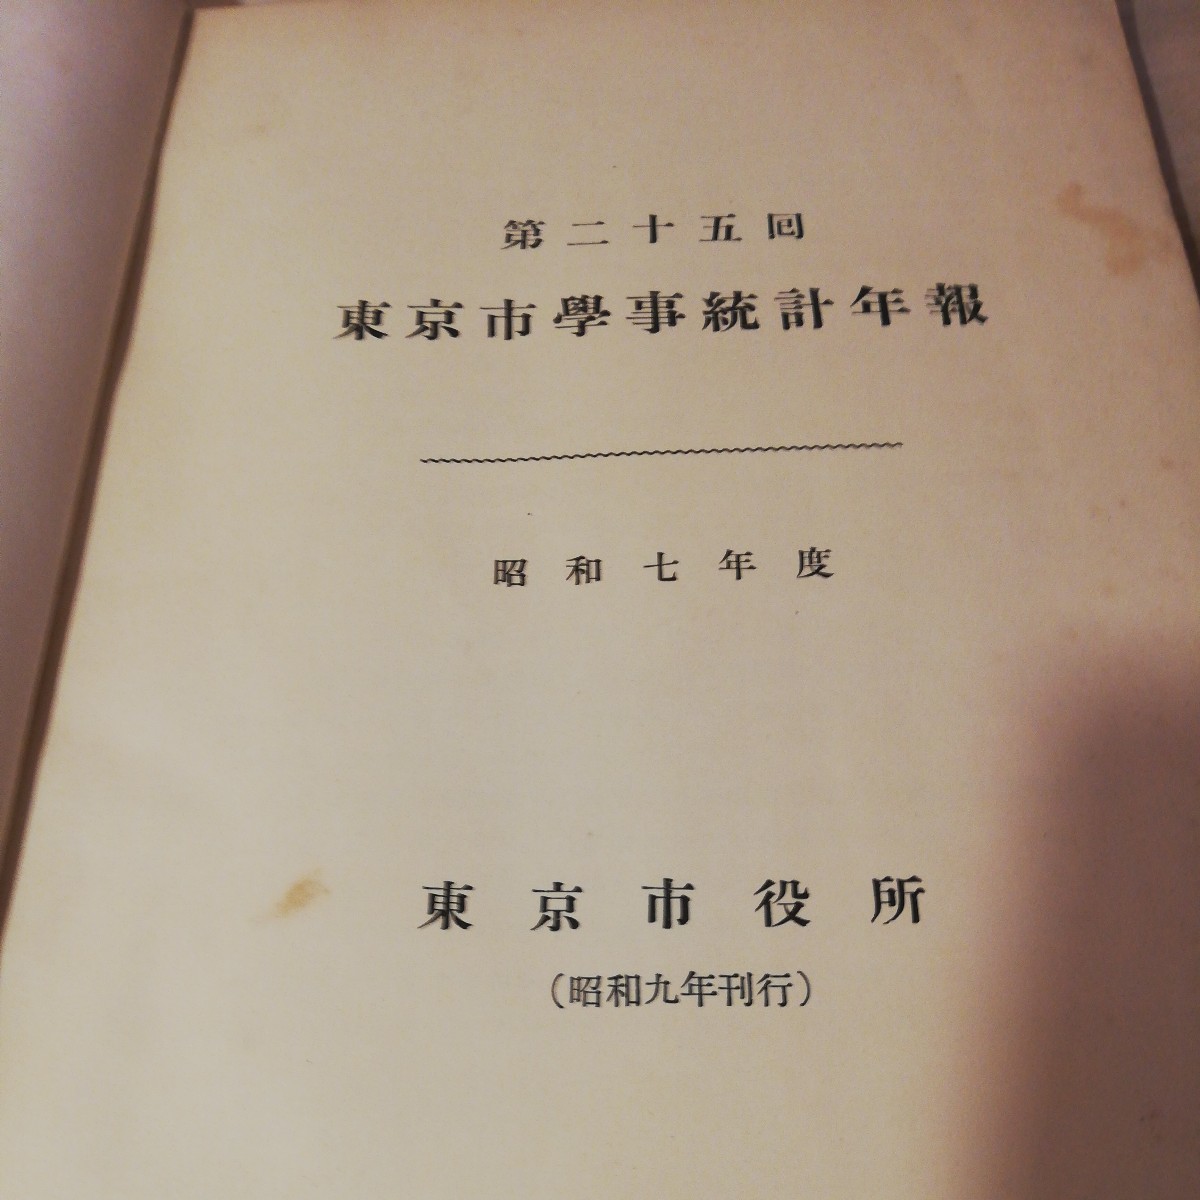 第二十五回
東京市學事統計年報
昭和七年度
東京市役所
（昭和九年刊行）